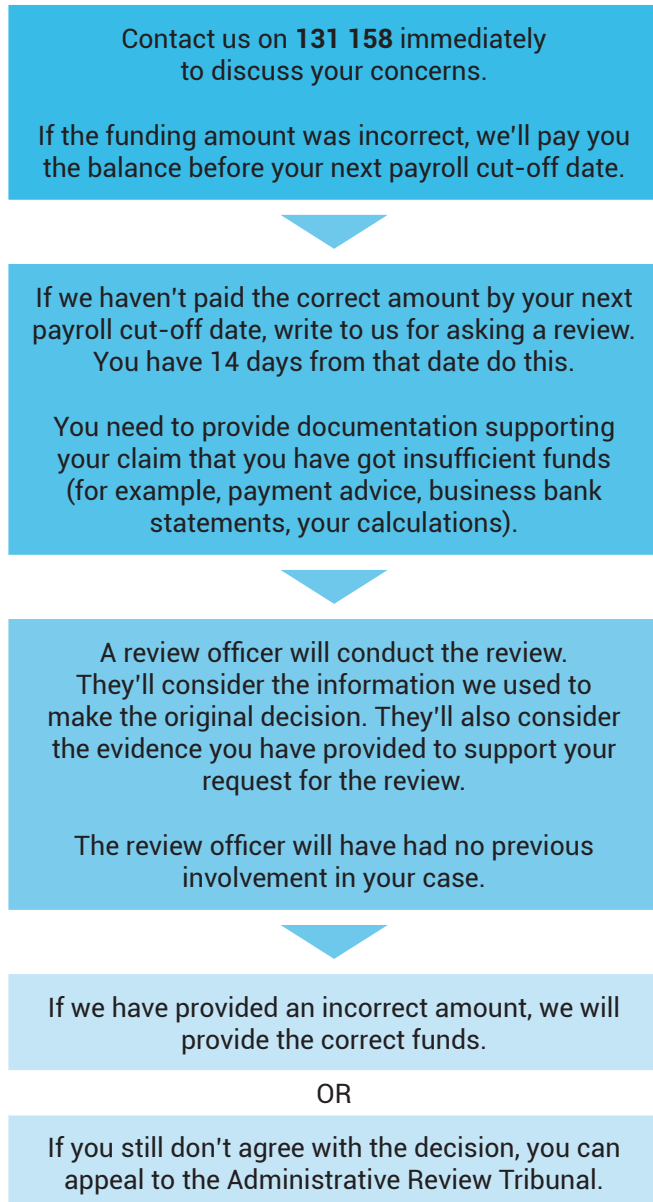 Contact us on 131 158 immediately
to discuss your concerns.
If the funding amount was incorrect, we'll pay you
the balance before your next payroll cut-off date.
If we haven't paid the correct amount by your next
payroll cut-off date, write to us for asking a review.
You have 14 days from that date do this.
You need to provide documentation supporting
your claim that you have got insufficient funds
(for example, payment advice, business bank
statements, your calculations).
A review officer will conduct the review.
They'll consider the information we used to
make the original decision. They'll also consider
the evidence you have provided to support your
request for the review.
The review officer will have had no previous
involvement in your case.
If we have provided an incorrect amount, we will
provide the correct funds.
OR
If you still don't agree with the decision, you can
appeal to the Administrative Review Tribunal.